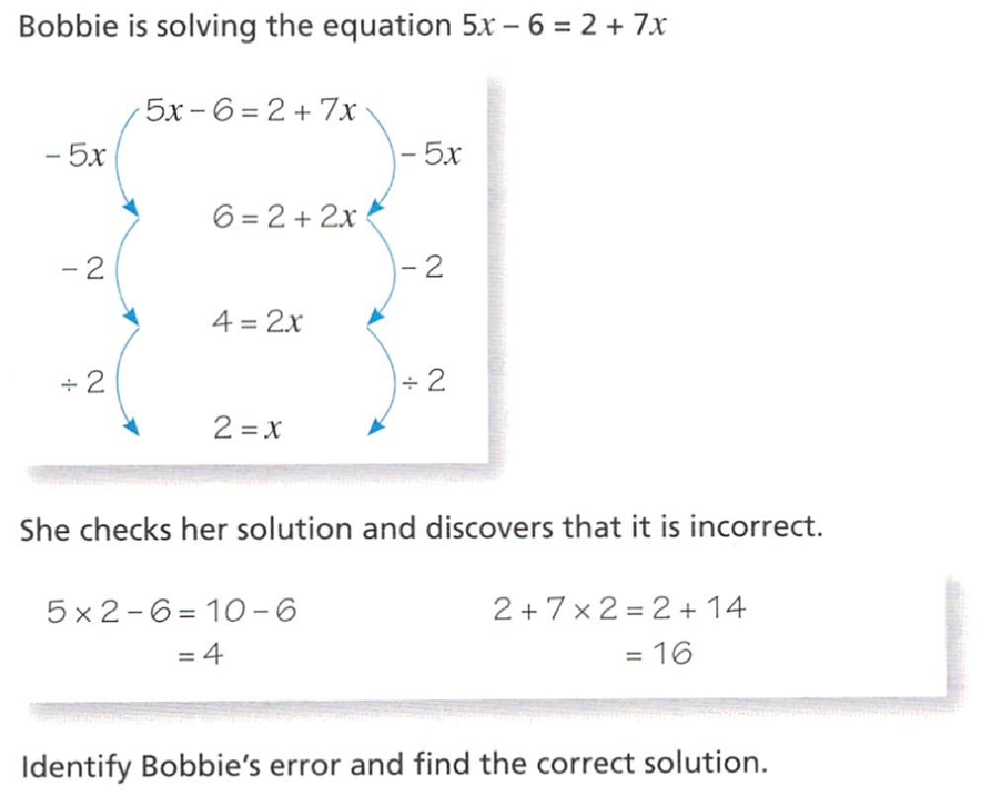 Bobbie is solving the equation 5x – 6 = 2 + 7x
5x – 6 = 2 + 7x
– 5x – 5x
6 = 2 + 2x
– 2 – 2
4 = 2x
÷ 2 ÷ 2
2 = x
She checks her solution and discovers that it is incorrect.
5 × 2 – 6 = 10 – 6 2 + 7 × 2 = 2 + 14
= 4 = 16
Identify Bobbie's error and find the correct solution.